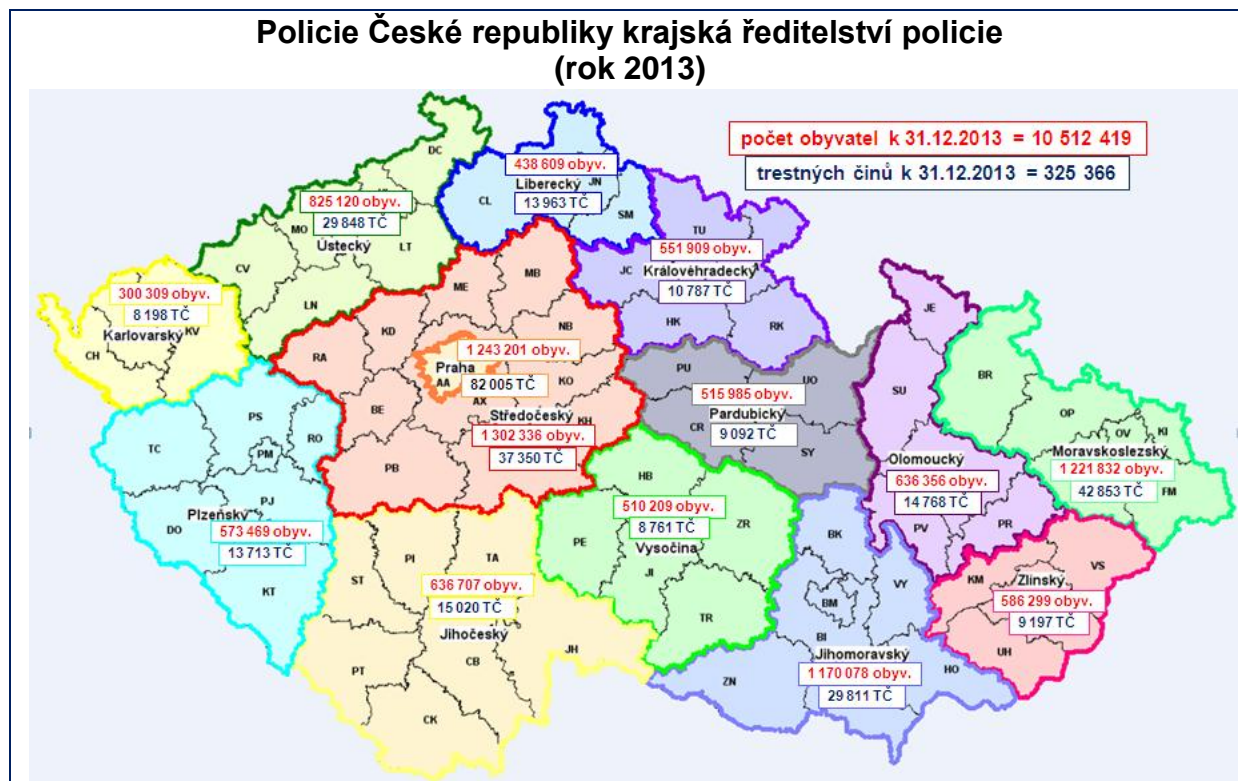 Policie České republiky krajská ředitelství policie
(rok 2013)
počet obyvatel k 31.12.2013 = 10 512 419
trestných činů k 31.12.2013 = 325 366
DC
438 609 obyv.
JN
Liberecký
CL
13 963 TČ
SM
825 120 obyv.
29 848 TČ
MO
Ústecký
LT
CV
LN
TU
551 909 obyv.
JC
Královéhradecký
10 787 TČ
HK
RK
300 309 obyv.
8 198 TČ
KV
Karlovarský
CH
ME
MB
KD
NB
RA
1 243 201 obyv.
Praha
AA
82 005 TČ
KO
BE
AX
Středočeský
KH
1 302 336 obyv.
37 350 TČ
PB
PU
UO
515 985 obyv.
Pardubický
CR
9 092 TČ
SY
JE
SU
Olomoucký
636 356 obyv.
14 768 TČ
PV
PR
BR
OP
OV
KI
Moravskoslezský
1 221 832 obyv.
42 853 TČ
FM
PS
TC
RO
PM
PJ
Plzeňský
DO
573 469 obyv.
13 713 TČ
KT
HB
510 209 obyv.
8 761 TČ
ZR
PE
Vysočina
JI
TR
PI
TA
ST
636 707 obyv.
15 020 TČ
Jihočeský
JH
CB
PT
CK
BK
VY
BM
BI
Jihomoravský
1 170 078 obyv.
HO
ZN
29 811 TČ
VS
KM
Zlínský
586 299 obyv.
9 197 TČ
UH